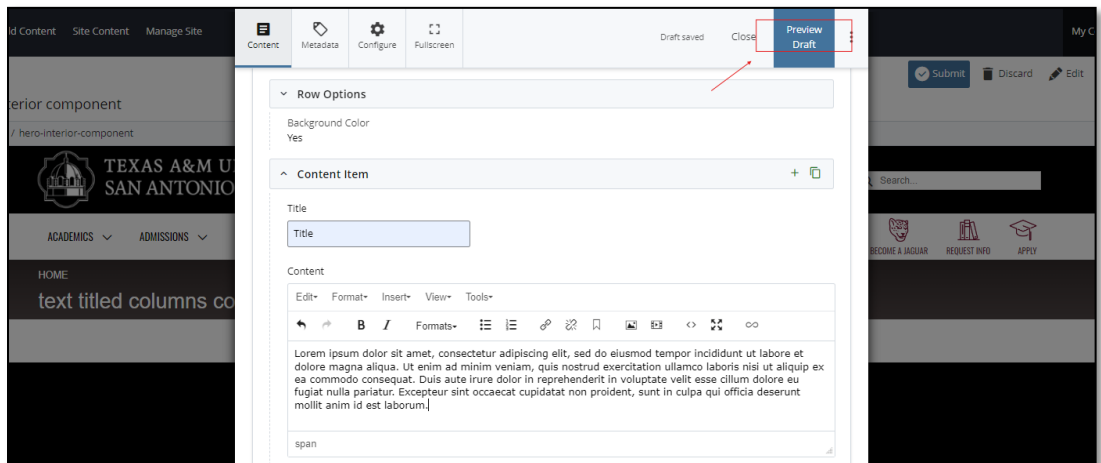 ld Content Site Content Manage Site
Content Metadata Configure Fullscreen
Draft saved Close Preview Draft
My C
Submit Discard Edit
terior component
/ hero-interior-component
Row Options
Background Color
Yes
TEXAS A&M U
SAN ANTONIO
Search...
Content Item
ACADEMICS ADMISSIONS
BECOME A JAGUAR REQUEST INFO APPLY
Title
Title
HOME
text titled columns co
Content
Edit Format Insert View Tools
B I Formats
Lorem ipsum dolor sit amet, consectetur adipiscing elit, sed do eiusmod tempor incididunt ut labore et
dolore magna aliqua. Ut enim ad minim veniam, quis nostrud exercitation ullamco laboris nisi ut aliquip ex
ea commodo consequat. Duis aute irure dolor in reprehenderit in voluptate velit esse cillum dolore eu
fugiat nulla pariatur. Excepteur sint occaecat cupidatat non proident, sunt in culpa qui officia deserunt
mollit anim id est laborum.
span